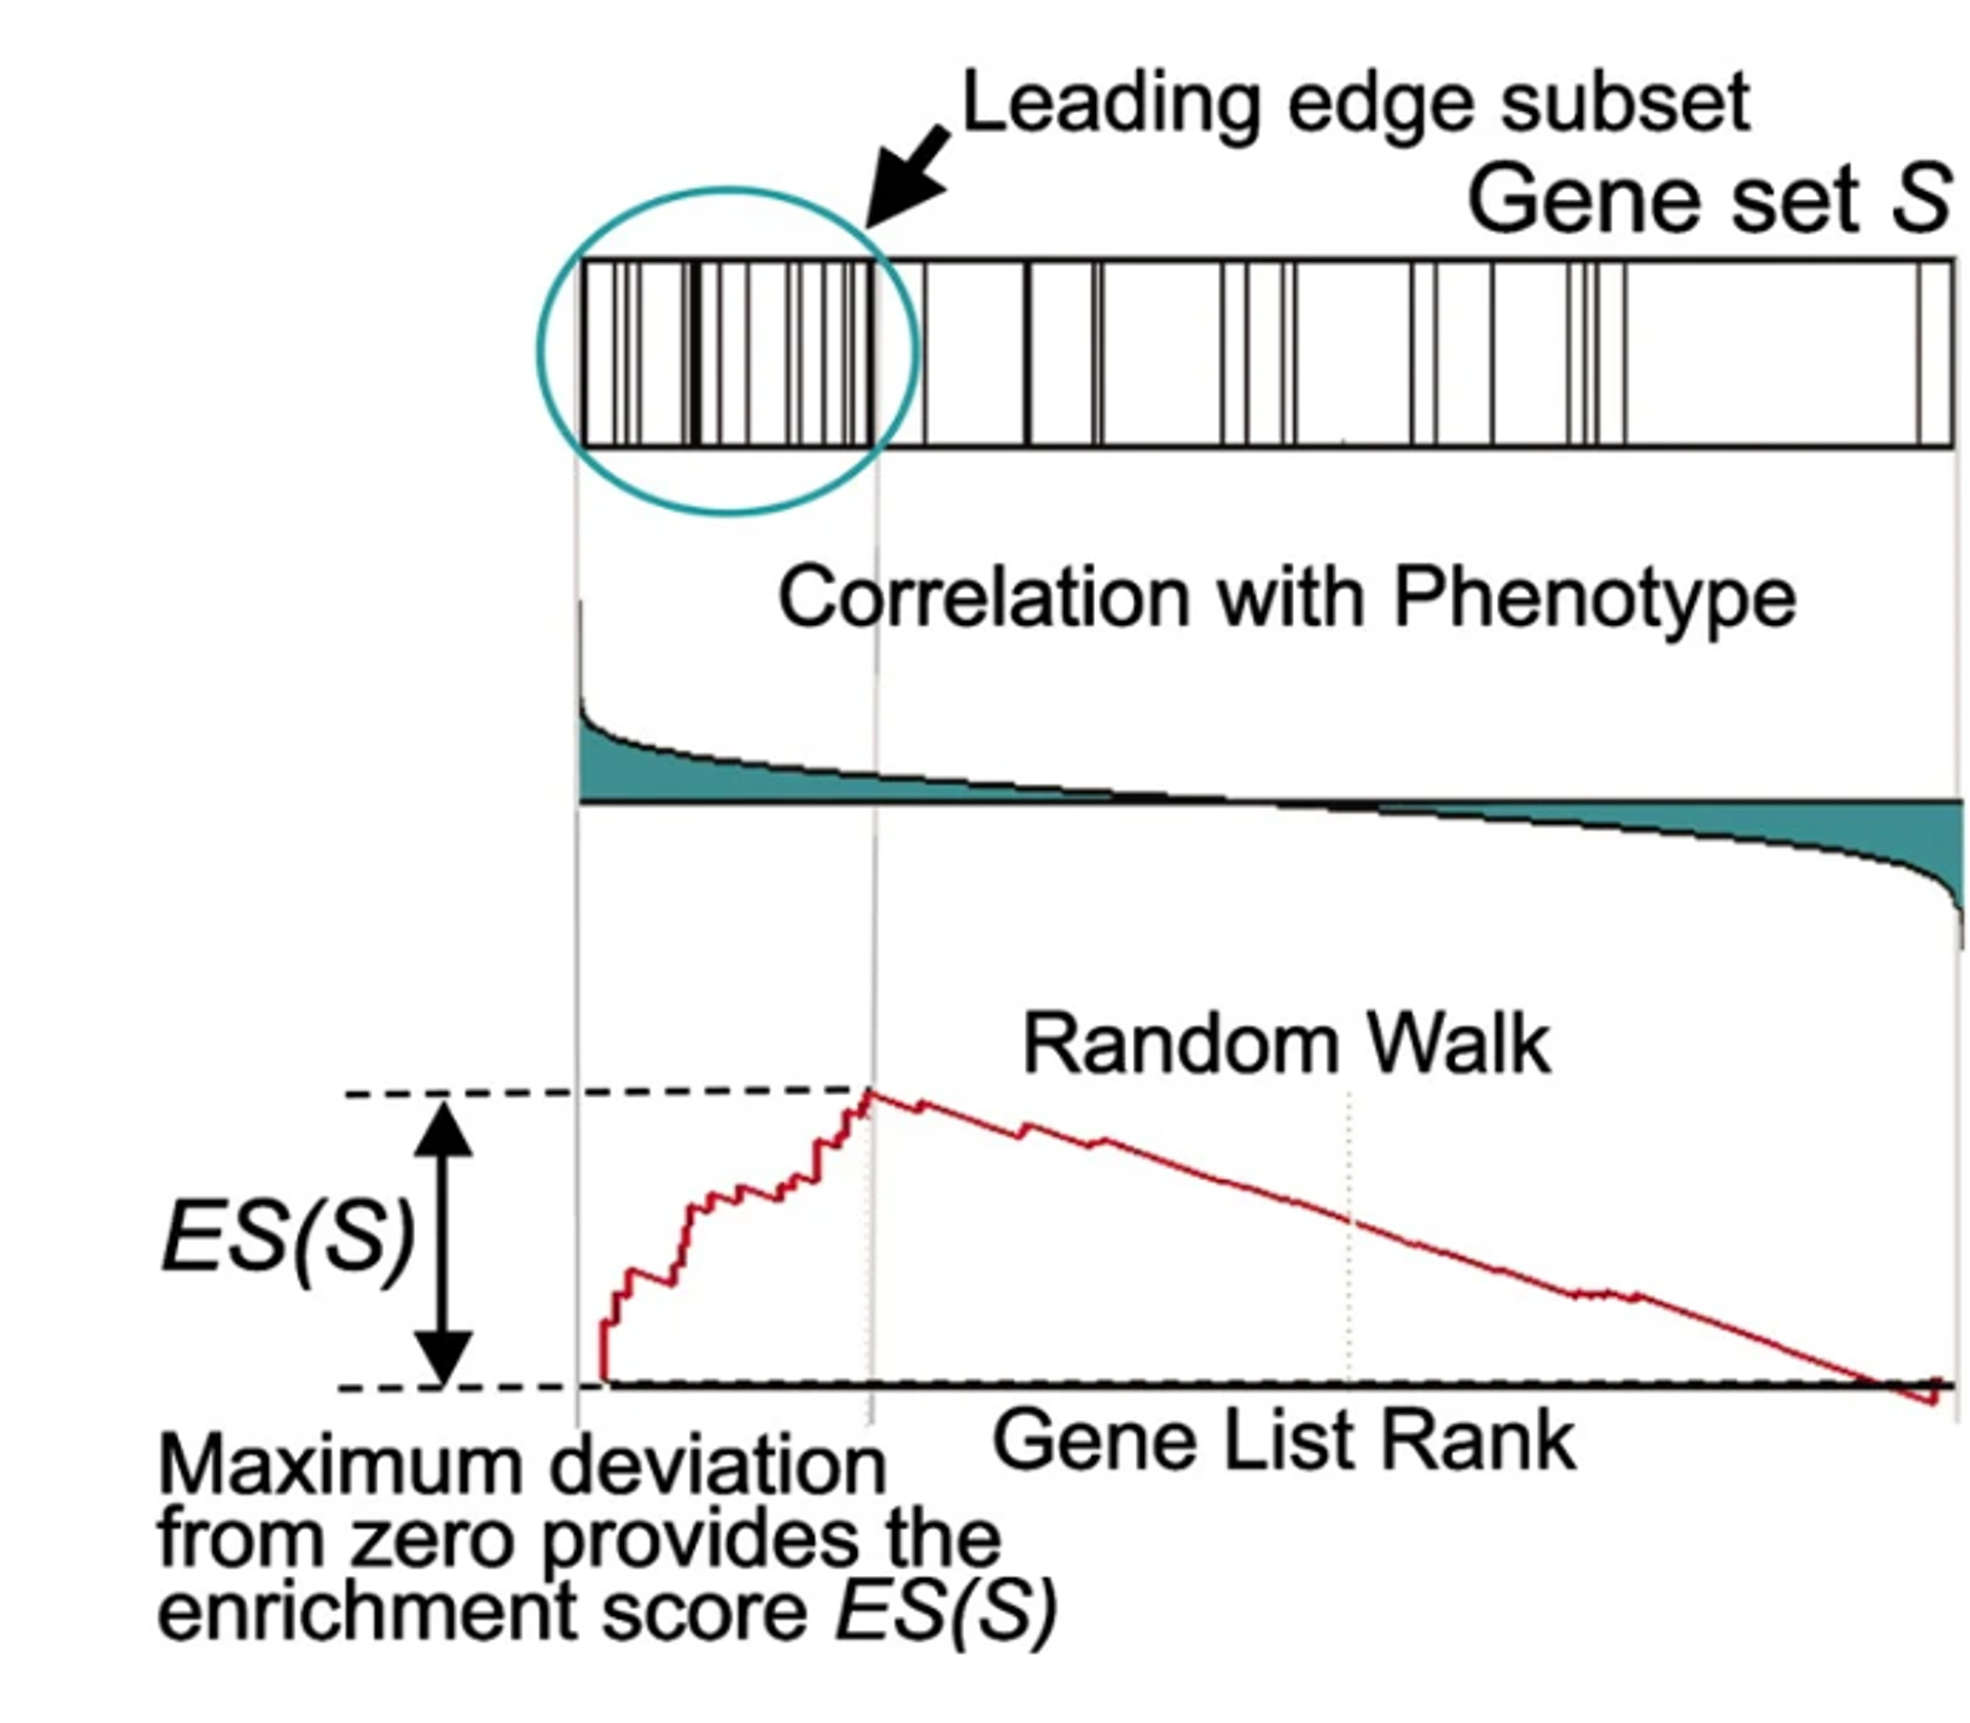 Leading edge subset
Gene set S
Correlation with Phenotype
Random Walk
ES(S)
Gene List Rank
Maximum deviation
from zero provides the
enrichment score ES(S)